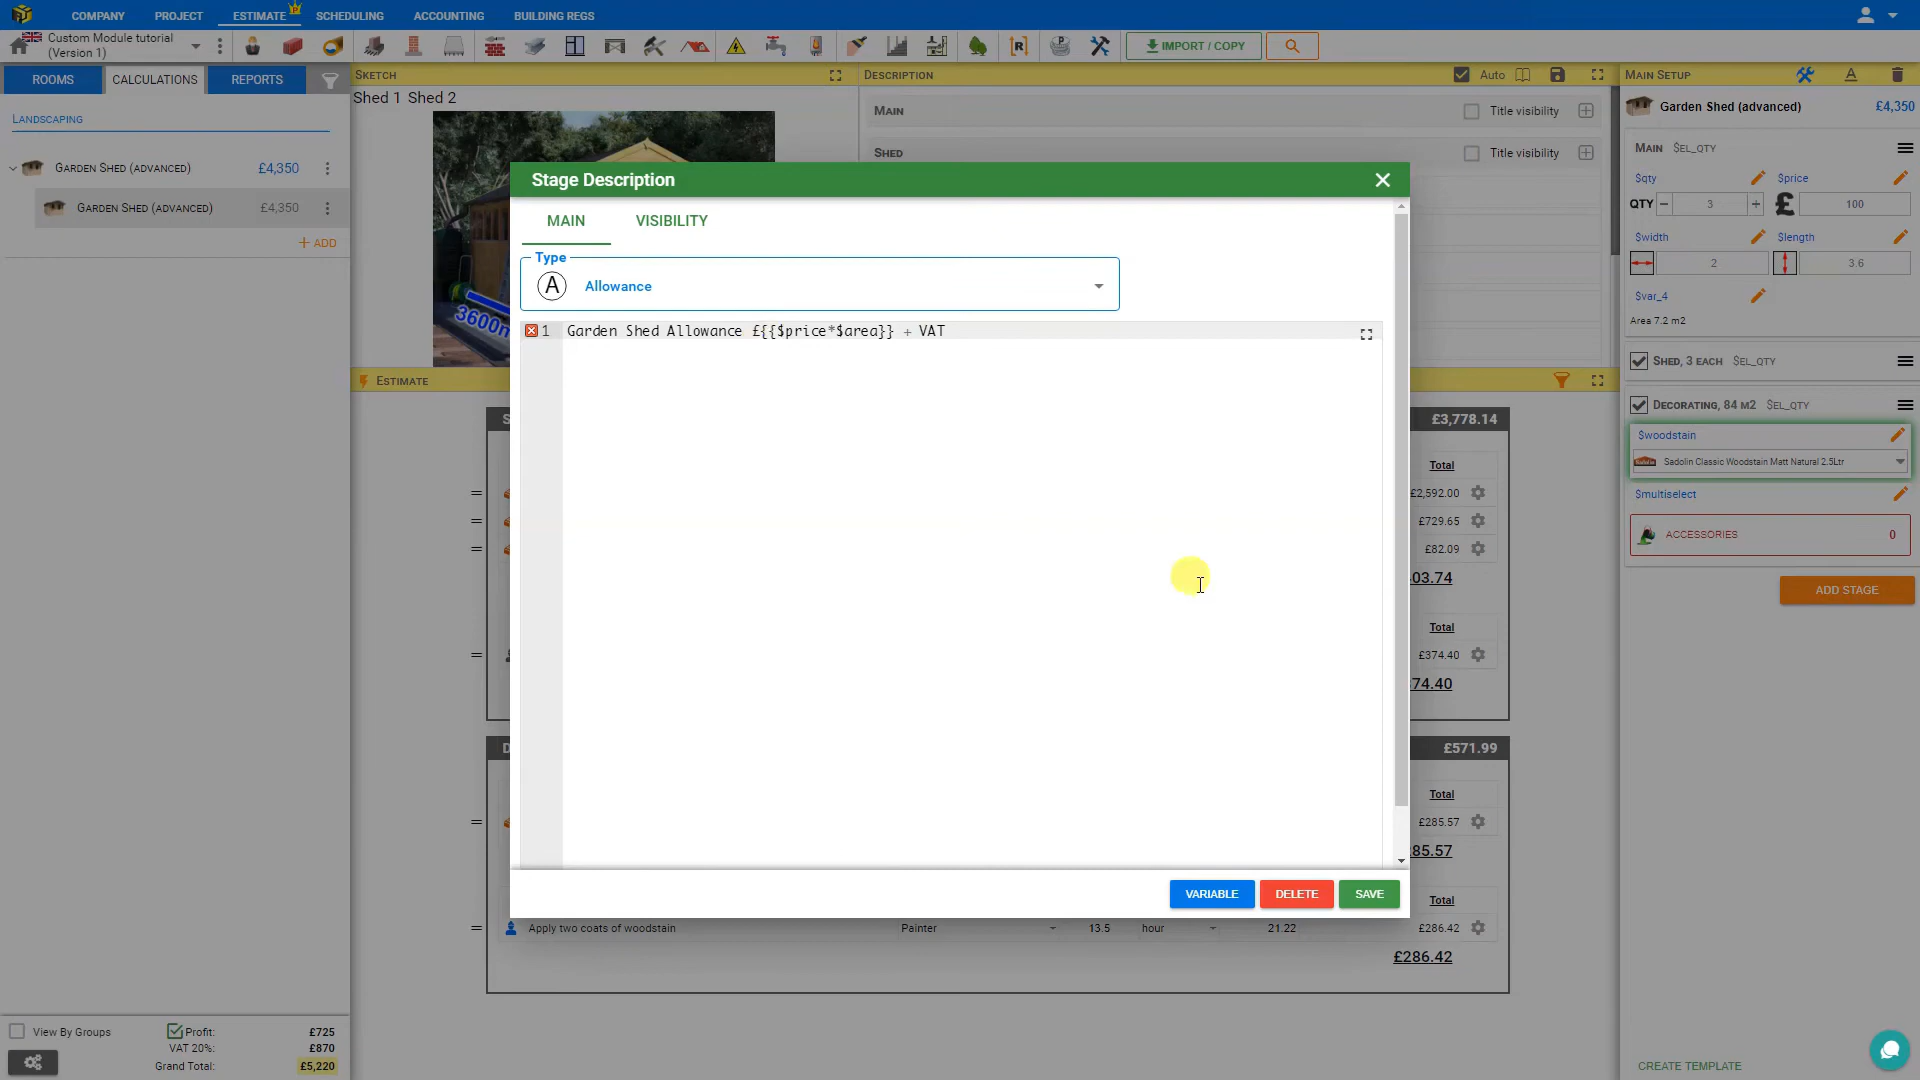 COMPANY PROJECT ESTIMATE SCHEDULING ACCOUNTING BUILDING REGS
Custom Module tutorial
(Version 1)
IMPORT / COPY
ROOMS CALCULATIONS REPORTS
SKETCH
DESCRIPTION
Auto
MAIN SETUP
Shed 1 Shed 2
LANDSCAPING
GARDEN SHED (ADVANCED) £4,350
GARDEN SHED (ADVANCED) £4,350
ADD
3600m
MAIN
Title visibility
SHED
Title visibility
Stage Description
MAIN VISIBILITY
Type
A Allowance
1 Garden Shed Allowance £{{$price*$area}} + VAT
VARIABLE DELETE SAVE
ESTIMATE
£3,778.14
Total
£2,592.00
£729.65
£82.09
03.74
Total
£374.40
74.40
£571.99
Total
£285.57
85.57
Total
Apply two coats of woodstain Painter 13.5 hour 21.22 £286.42
£286.42
Garden Shed (advanced) £4,350
MAIN $EL_QTY
$qty $price
QTY 3 £ 100
$width $length
2 3.6
$var_4
Area 7.2 m2
SHED, 3 EACH $EL_QTY
DECORATING, 84 M2 $EL_QTY
$woodstain
Sadolin Classic Woodstain Matt Natural 2.5Ltr
$multiselect
ACCESSORIES 0
ADD STAGE
CREATE TEMPLATE
View By Groups
Profit: £725
VAT 20%: £870
Grand Total: £5,220